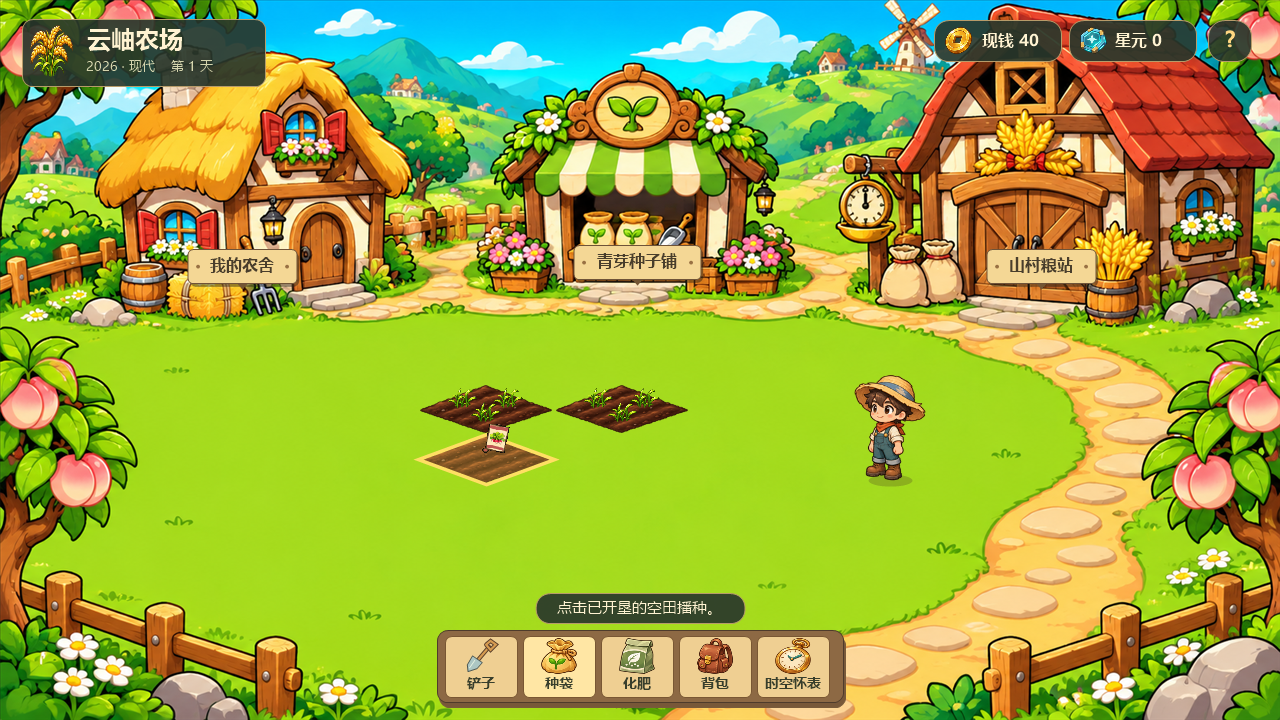 云岫农场
2026 · 现代 第 1 天
现钱 40
星元 0
?
我的农舍
青芽种子铺
山村粮站
点击已开垦的空田播种。
铲子
种袋
化肥
背包
时空怀表